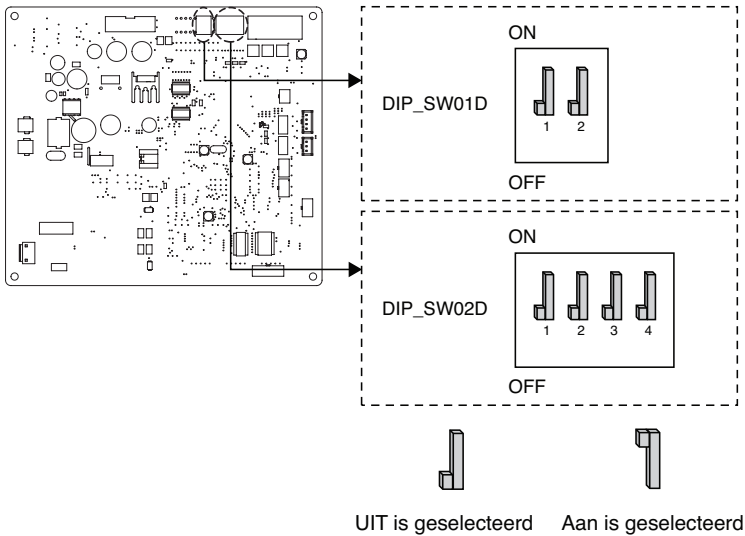 ON
DIP_SW01D
1 2
OFF
ON
DIP_SW02D
1 2 3 4
OFF
UIT is geselecteerd
Aan is geselecteerd